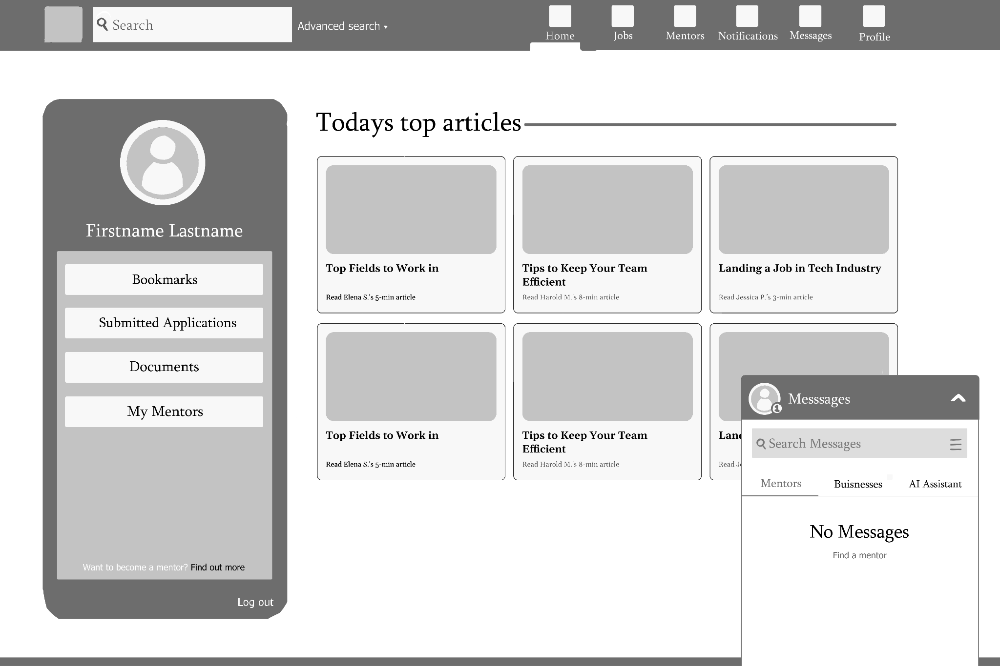 Search
Advanced search
Home
Jobs
Mentors
Notifications
Messages
Profile
Firstname Lastname
Bookmarks
Submitted Applications
Documents
My Mentors
Want to become a mentor? Find out more
Log out
Todays top articles
Top Fields to Work in
Read Elena S.'s 5-min article
Tips to Keep Your Team
Efficient
Read Harold M.'s 8-min article
Landing a Job in Tech Industry
Read Jessica P.'s 3-min article
Top Fields to Work in
Read Elena S.'s 5-min article
Tips to Keep Your Team
Efficient
Read Harold M.'s 8-min article
Land
Read Je
1
Messsages
Search Messages
Mentors
Buisnesses
AI Assistant
No Messages
Find a mentor